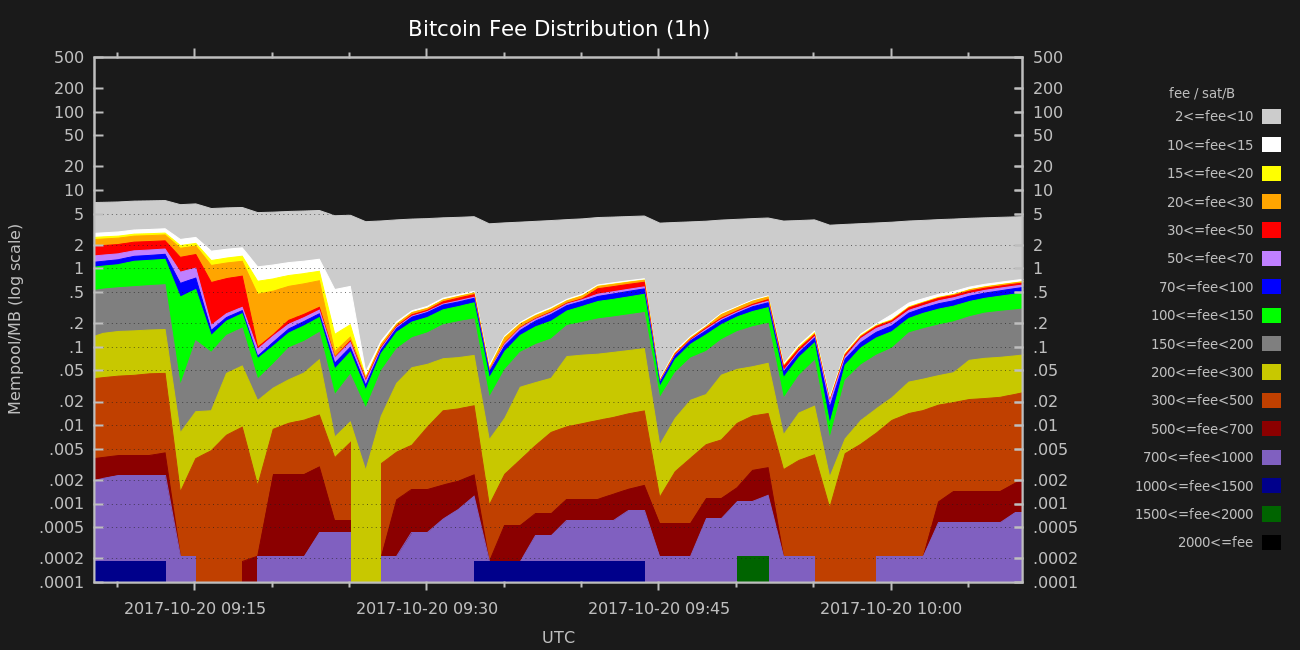 Bitcoin Fee Distribution (1h)
Mempool/MB (log scale)
500
200
100
50
20
10
5
2
1
.5
.2
.1
.05
.02
.01
.005
.002
.001
.0005
.0002
.0001
500
200
100
50
20
10
5
2
1
.5
.2
.1
.05
.02
.01
.005
.002
.001
.0005
.0002
.0001
2017-10-20 09:15
2017-10-20 09:30
2017-10-20 09:45
2017-10-20 10:00
UTC
fee / sat/B
2<=fee<10
10<=fee<15
15<=fee<20
20<=fee<30
30<=fee<50
50<=fee<70
70<=fee<100
100<=fee<150
150<=fee<200
200<=fee<300
300<=fee<500
500<=fee<700
700<=fee<1000
1000<=fee<1500
1500<=fee<2000
2000<=fee